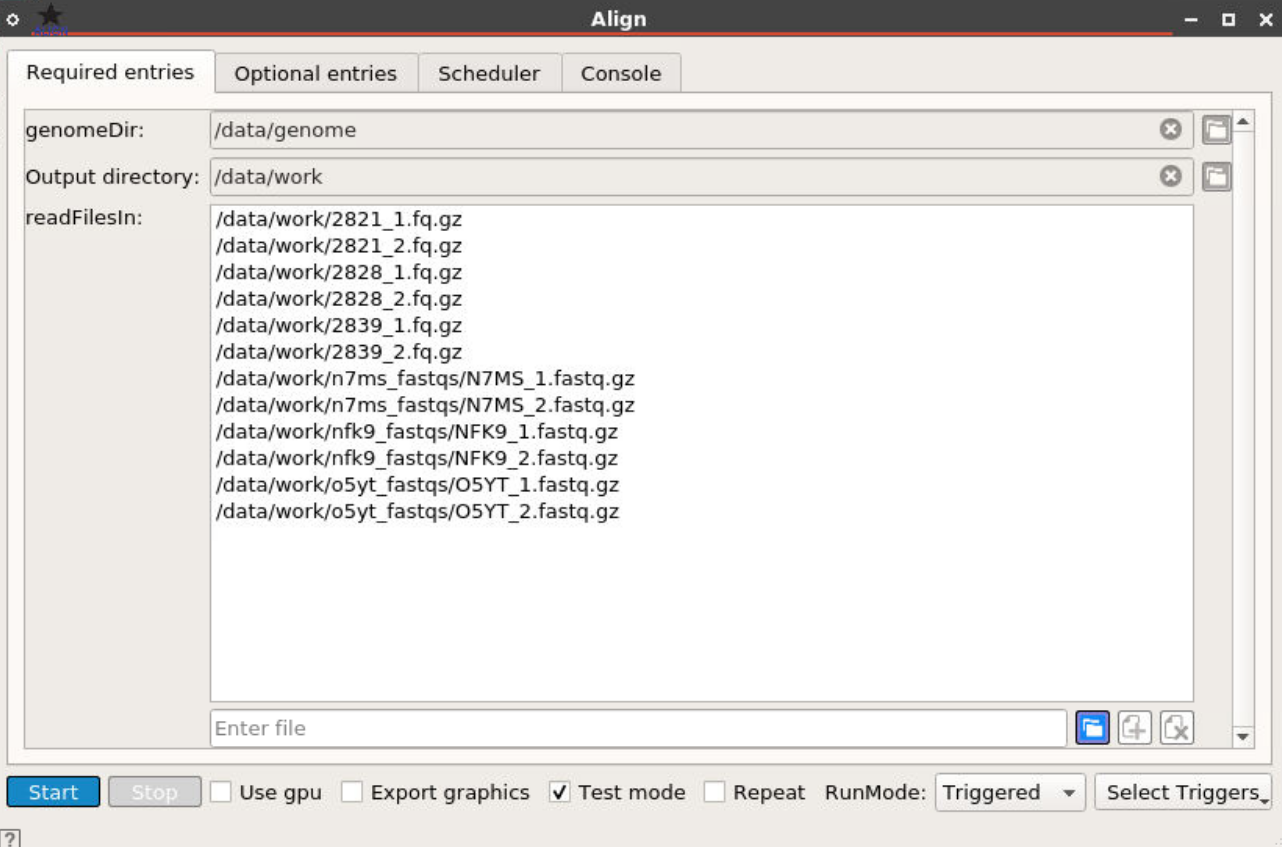 Align
Required entries
Optional entries
Scheduler
Console
genomeDir:
/data/genome
Output directory:
/data/work
readFilesIn:
/data/work/2821_1.fq.gz
/data/work/2821_2.fq.gz
/data/work/2828_1.fq.gz
/data/work/2828_2.fq.gz
/data/work/2839_1.fq.gz
/data/work/2839_2.fq.gz
/data/work/n7ms_fastqs/N7MS_1.fastq.gz
/data/work/n7ms_fastqs/N7MS_2.fastq.gz
/data/work/nfk9_fastqs/NFK9_1.fastq.gz
/data/work/nfk9_fastqs/NFK9_2.fastq.gz
/data/work/o5yt_fastqs/O5YT_1.fastq.gz
/data/work/o5yt_fastqs/O5YT_2.fastq.gz
Enter file
Start
Stop
Use gpu
Export graphics
Test mode
Repeat
RunMode:
Triggered
Select Triggers
?